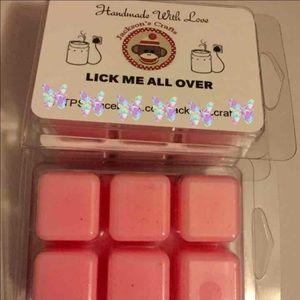 Handmade With Love
Jackson's Crafts
LICK ME ALL OVER